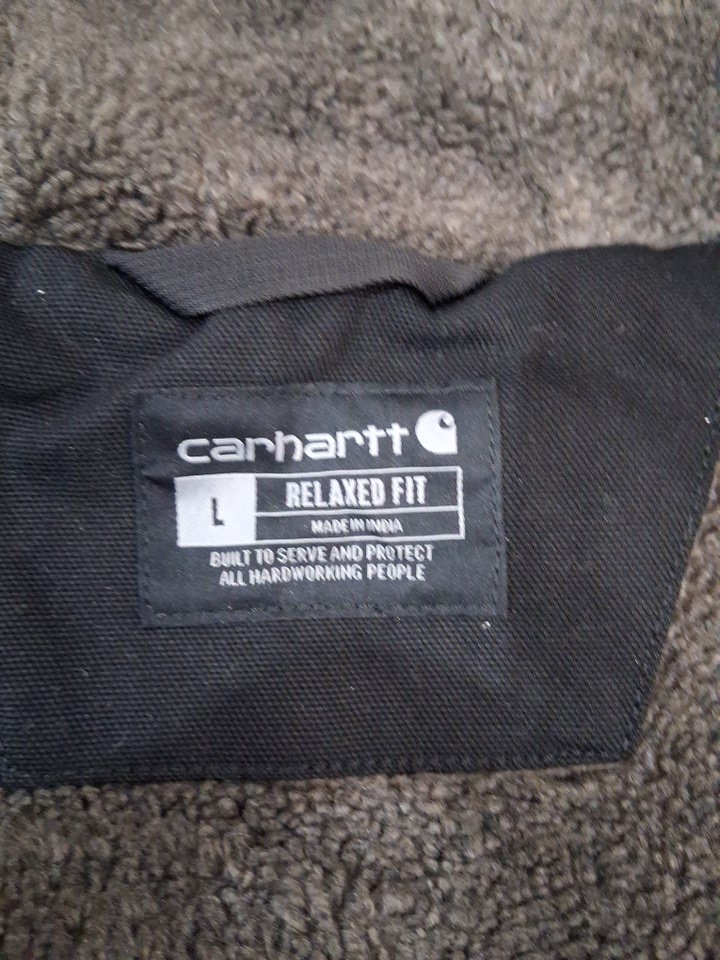 carhartt
L RELAXED FIT
MADE IN INDIA
BUILT TO SERVE AND PROTECT
ALL HARDWORKING PEOPLE